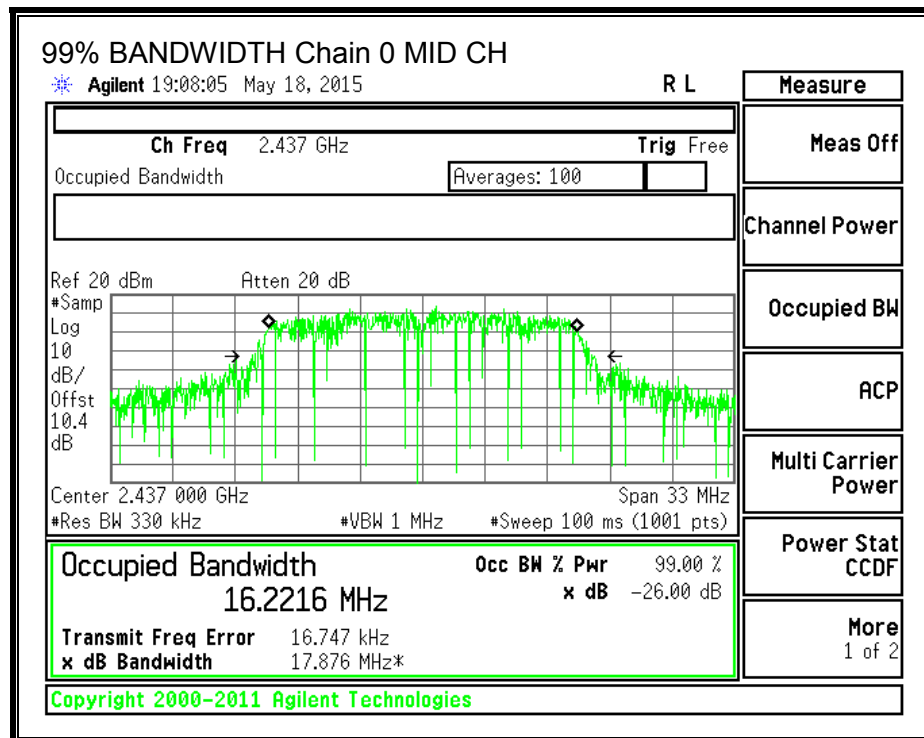 99% BANDWIDTH Chain 0 MID CH
Agilent 19:08:05 May 18, 2015 R L
Measure
Ch Freq 2.437 GHz Trig Free
Meas Off
Occupied Bandwidth Averages: 100
Channel Power
Ref 20 dBm Atten 20 dB
#Samp
Log
10
dB/
Offst
10.4
dB
Occupied BW
ACP
Multi Carrier
Power
Center 2.437 000 GHz Span 33 MHz
#Res BW 330 kHz #VBW 1 MHz #Sweep 100 ms (1001 pts)
Power Stat
CCDF
Occupied Bandwidth Occ BW % Pwr 99.00 %
16.2216 MHz x dB -26.00 dB
Transmit Freq Error 16.747 kHz
x dB Bandwidth 17.876 MHz*
More
1 of 2
Copyright 2000-2011 Agilent Technologies